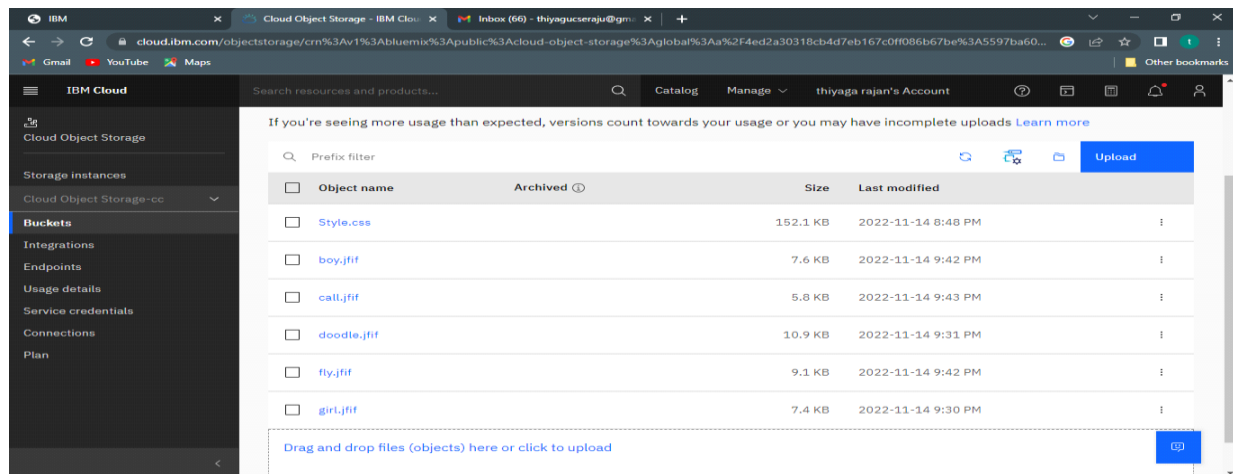 IBM
Cloud Object Storage - IBM Clou
Inbox (66) - thiyagucseraju@gma
cloud.ibm.com/objectstorage/crn%3Av1%3Abluemix%3Apublic%3Acloud-object-storage%3Aglobal%3Aa%2F4ed2a30318cb4d7eb167c0ff086b67be%3A5597ba60...
Gmail YouTube Maps Other bookmarks
IBM Cloud Search resources and products... Catalog Manage thiyaga rajan's Account
Cloud Object Storage
Storage instances
Cloud Object Storage-cc
Buckets
Integrations
Endpoints
Usage details
Service credentials
Connections
Plan
If you're seeing more usage than expected, versions count towards your usage or you may have incomplete uploads Learn more
Prefix filter Upload
Object name Archived Size Last modified
Style.css 152.1 KB 2022-11-14 8:48 PM
boy.jfif 7.6 KB 2022-11-14 9:42 PM
call.jfif 5.8 KB 2022-11-14 9:43 PM
doodle.jfif 10.9 KB 2022-11-14 9:31 PM
fly.jfif 9.1 KB 2022-11-14 9:42 PM
girl.jfif 7.4 KB 2022-11-14 9:30 PM
Drag and drop files (objects) here or click to upload